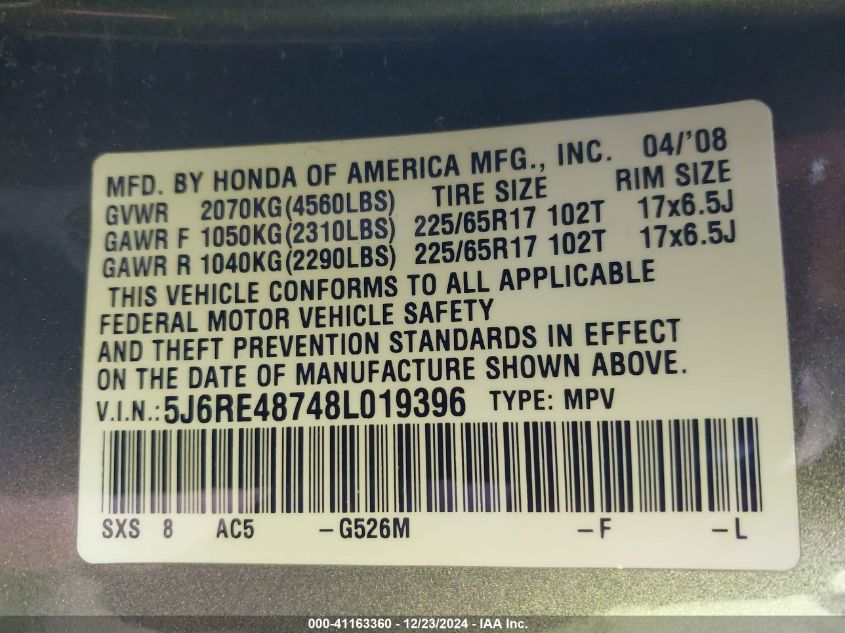 MFD. BY HONDA OF AMERICA MFG., INC. 04/'08
GVWR 2070KG(4560LBS) TIRE SIZE RIM SIZE
GAWR F 1050KG(2310LBS) 225/65R17 102T 17x6.5J
GAWR R 1040KG(2290LBS) 225/65R17 102T 17x6.5J
THIS VEHICLE CONFORMS TO ALL APPLICABLE
FEDERAL MOTOR VEHICLE SAFETY
AND THEFT PREVENTION STANDARDS IN EFFECT
ON THE DATE OF MANUFACTURE SHOWN ABOVE.
V.I.N.:5J6RE48748L019396 TYPE: MPV
SXS 8 AC5 –G526M –F –L
000-41163360 - 12/23/2024 - IAA Inc.